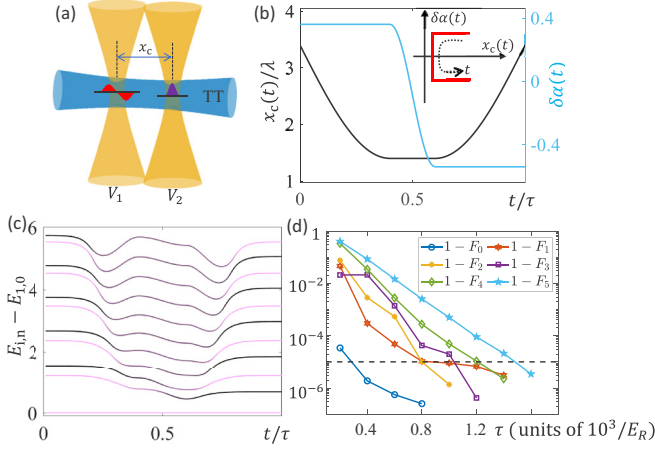 (a)
x_c
TT
V_1
V_2
(b)
x_c(t)/λ
4
3
2
1
0
0.5
t/τ
δα(t)
x_c(t)
t
0.4
0
-0.4
δα(t)
(c)
E_{i,n} − E_{1,0}
6
4
2
0
0
0.5
t/τ
(d)
1
10^{-2}
10^{-4}
10^{-6}
1 − F_0
1 − F_1
1 − F_2
1 − F_3
1 − F_4
1 − F_5
0.4
0.8
1.2
τ (units of 10^3/E_R)